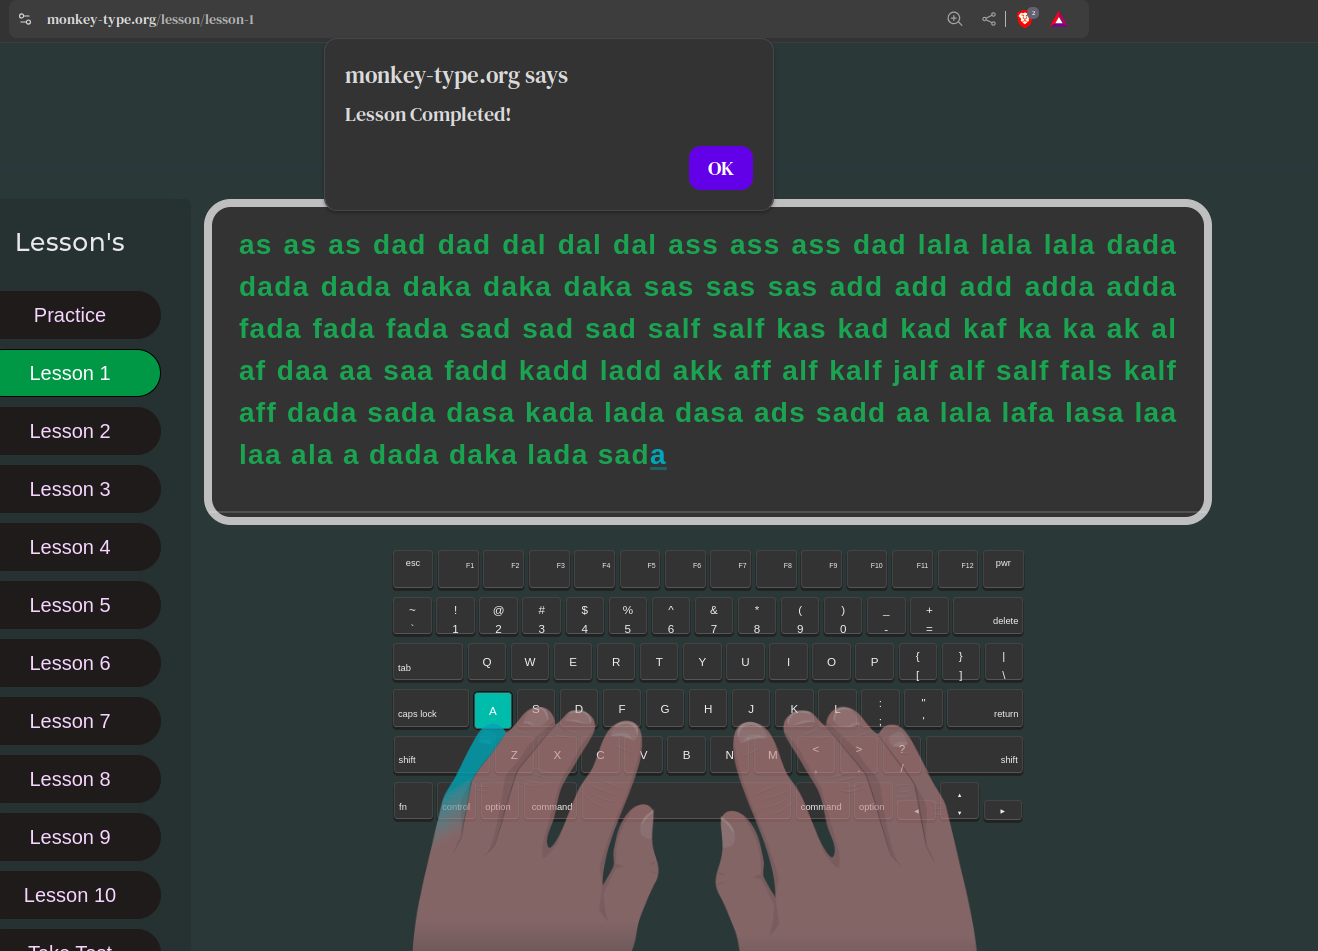 monkey-type.org/lesson/lesson-1
2
monkey-type.org says
Lesson Completed!
OK
Lesson's
Practice
Lesson 1
Lesson 2
Lesson 3
Lesson 4
Lesson 5
Lesson 6
Lesson 7
Lesson 8
Lesson 9
Lesson 10
Take Test
as as as dad dad dal dal dal ass ass ass dad lala lala lala dada
dada dada daka daka daka sas sas sas add add add adda adda
fada fada fada sad sad sad salf salf kas kad kad kaf ka ka ak al
af daa aa saa fadd kadd ladd akk aff alf kalf jalf alf salf fals kalf
aff dada sada dasa kada lada dasa ads sadd aa lala lafa lasa laa
laa ala a dada daka lada sada
esc F1 F2 F3 F4 F5 F6 F7 F8 F9 F10 F11 F12 pwr
~ ! @ # $ % ^ & * ( ) _ +
` 1 2 3 4 5 6 7 8 9 0 - = delete
tab Q W E R T Y U I O P { } |
[ ] \
caps lock A S D F G H J K L : "
; ' return
shift Z X C V B N M < > ?
, . / shift
fn control option command command option